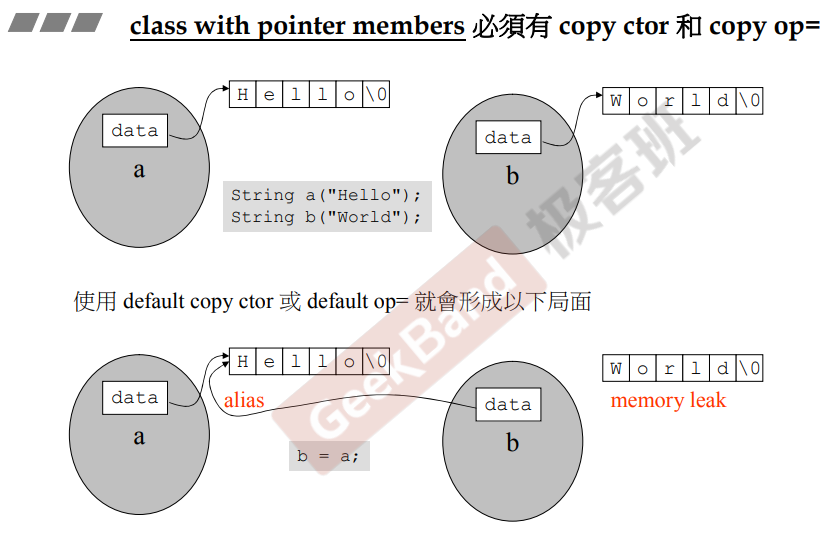 class with pointer members 必須有 copy ctor 和 copy op=
H e l l o \0
data
a
String a("Hello");
String b("World");
W o r l d \0
data
b
使用 default copy ctor 或 default op= 就會形成以下局面
H e l l o \0
data
alias
a
b = a;
W o r l d \0
data
memory leak
b
GeekBand 极客班